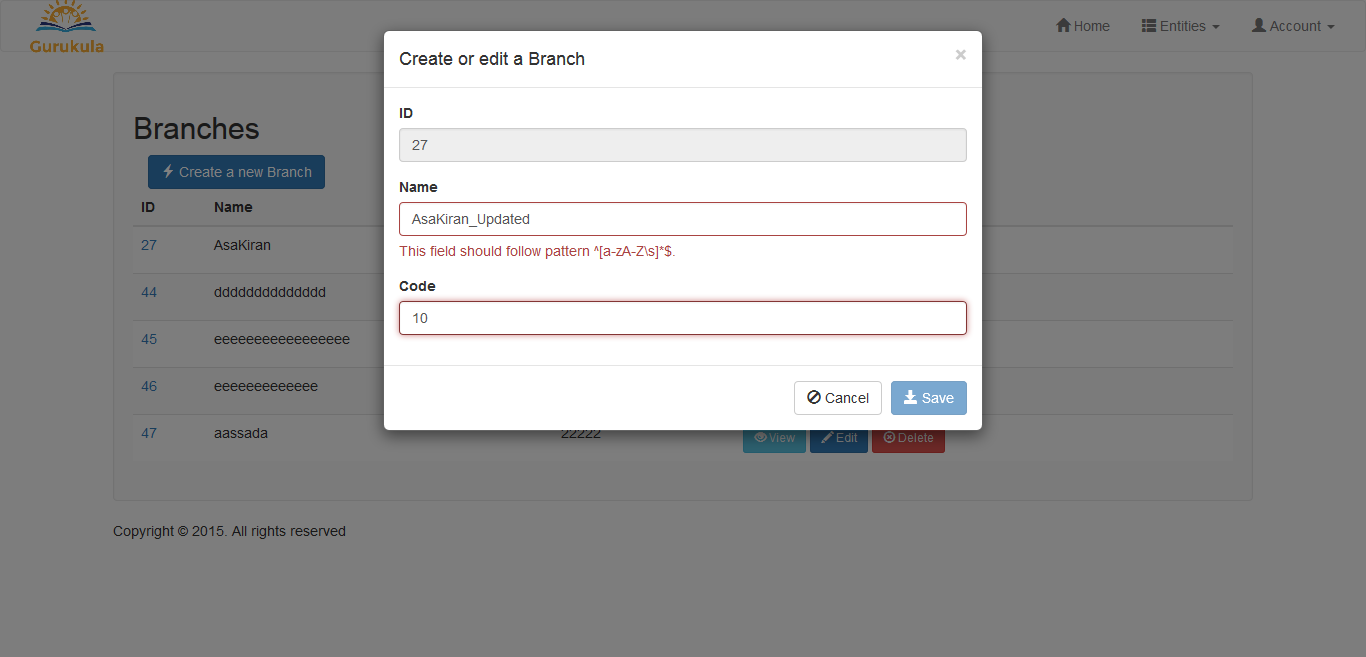 Gurukula
Home Entities Account
Create or edit a Branch ×
ID
27
Name
AsaKiran_Updated
This field should follow pattern ^[a-zA-Z\s]*$.
Code
10
Cancel Save
Branches
Create a new Branch
ID Name
27 AsaKiran
44 dddddddddddddd
45 eeeeeeeeeeeeeeeee
46 eeeeeeeeeeeee
47 aassada 22222 View Edit Delete
Copyright © 2015. All rights reserved